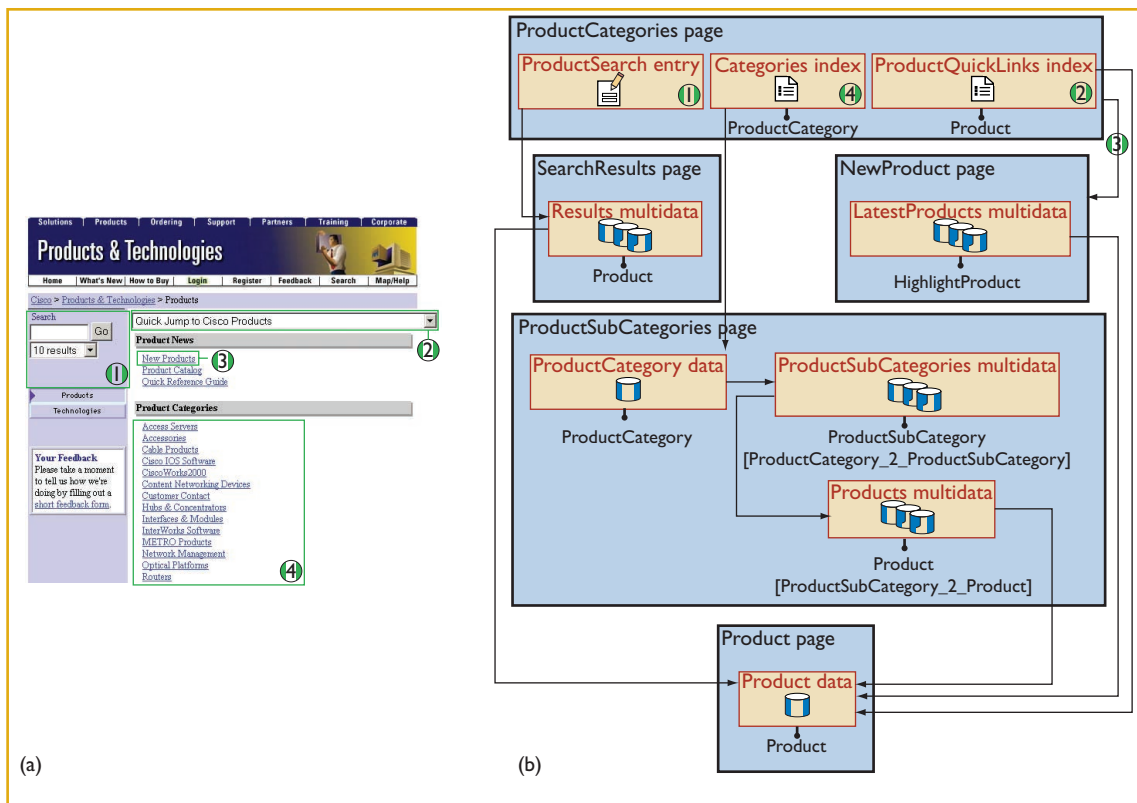 Solutions Products Ordering Support Partners Training Corporate
Products & Technologies
Home What's New How to Buy Login Register Feedback Search Map/Help
Cisco > Products & Technologies > Products
Search
Go
10 results
1
Quick Jump to Cisco Products
2
Product News
New Products
3
Product Catalog
Quick Reference Guide
Products
Technologies
Product Categories
Access Servers
Accessories
Cable Products
Cisco IOS Software
CiscoWorks2000
Content Networking Devices
Customer Contact
Hubs & Concentrators
Interfaces & Modules
InterWorks Software
METRO Products
Network Management
Optical Platforms
Routers
4
Your Feedback
Please take a moment
to tell us how we're
doing by filling out a
short feedback form.
(a)
ProductCategories page
ProductSearch entry
1
Categories index
4
ProductCategory
ProductQuickLinks index
2
Product
3
SearchResults page
Results multidata
Product
NewProduct page
LatestProducts multidata
HighlightProduct
ProductSubCategories page
ProductCategory data
ProductCategory
ProductSubCategories multidata
ProductSubCategory
[ProductCategory_2_ProductSubCategory]
Products multidata
Product
[ProductSubCategory_2_Product]
Product page
Product data
Product
(b)